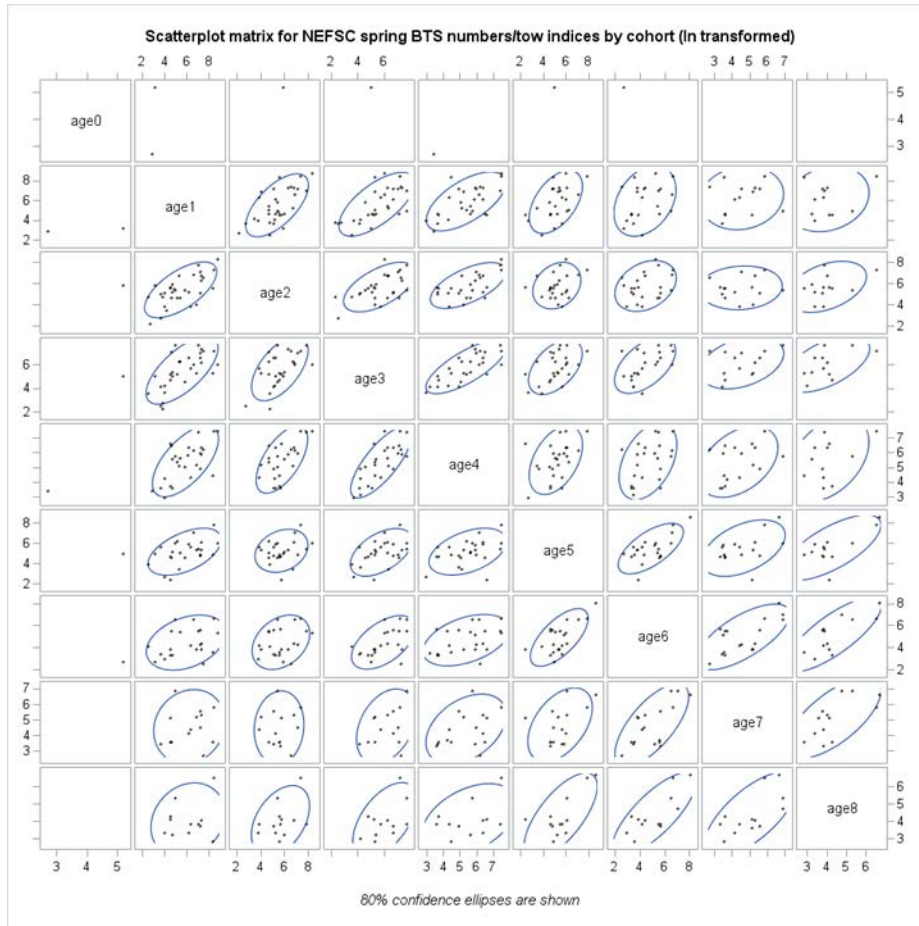 Scatterplot matrix for NEFSC spring BTS numbers/tow indices by cohort (ln transformed)
2 4 6 8 2 4 6 2 4 6 8 3 4 5 6 7
age0 5 4 3
8 6 4 2 age1
age2 8 6 4 2
6 4 2 age3
age4 7 6 5 4 3
8 6 4 2 age5
age6 8 6 4 2
7 6 5 4 3 age7
age8 6 5 4 3
3 4 5 2 4 6 8 3 4 5 6 7 2 4 6 8 3 4 5 6
80% confidence ellipses are shown